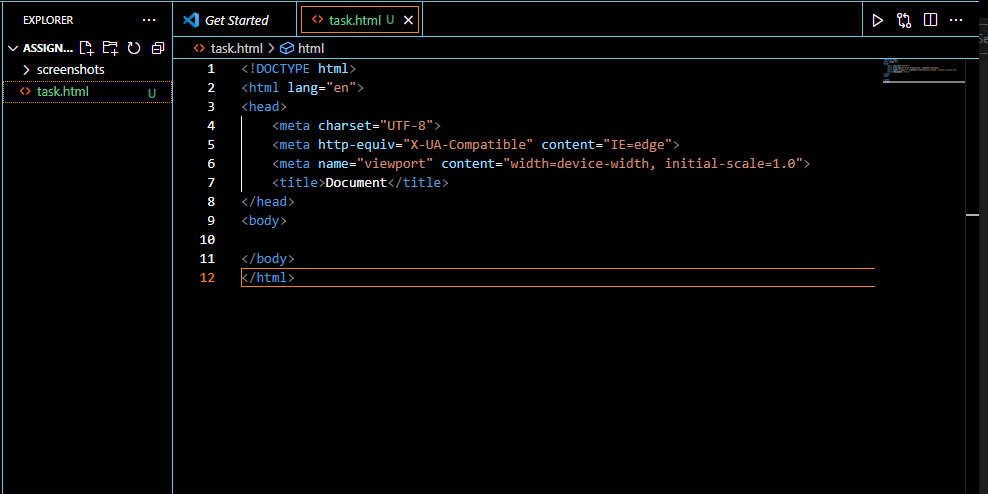 EXPLORER ...
ASSIGN...
screenshots
task.html U
Get Started
task.html U
task.html > html
1 <!DOCTYPE html>
2 <html lang="en">
3 <head>
4 <meta charset="UTF-8">
5 <meta http-equiv="X-UA-Compatible" content="IE=edge">
6 <meta name="viewport" content="width=device-width, initial-scale=1.0">
7 <title>Document</title>
8 </head>
9 <body>
10
11 </body>
12 </html>